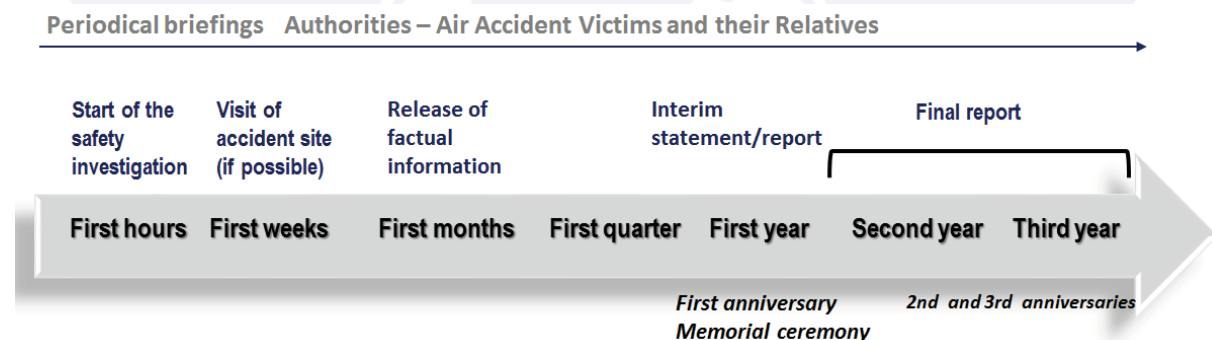 Periodical briefings   Authorities – Air Accident Victims and their Relatives
Start of the
safety
investigation
Visit of
accident site
(if possible)
Release of
factual
information
Interim
statement/report
Final report
First hours
First weeks
First months
First quarter
First year
Second year
Third year
First anniversary
Memorial ceremony
2nd and 3rd anniversaries